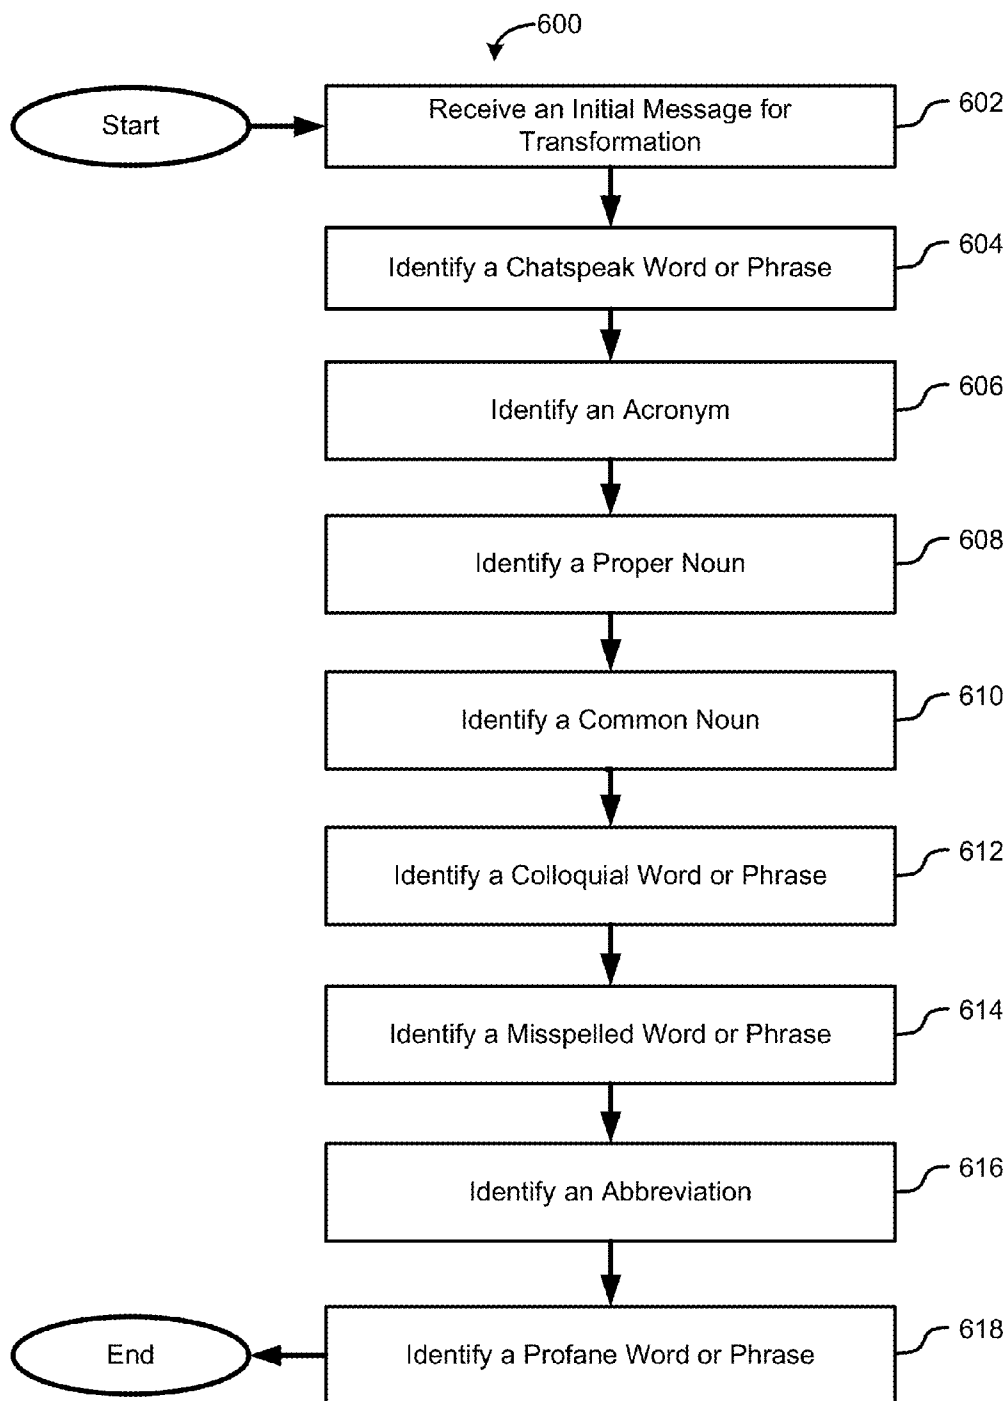 600
Start
Receive an Initial Message for
Transformation
602
Identify a Chatspeak Word or Phrase
604
Identify an Acronym
606
Identify a Proper Noun
608
Identify a Common Noun
610
Identify a Colloquial Word or Phrase
612
Identify a Misspelled Word or Phrase
614
Identify an Abbreviation
616
End
Identify a Profane Word or Phrase
618